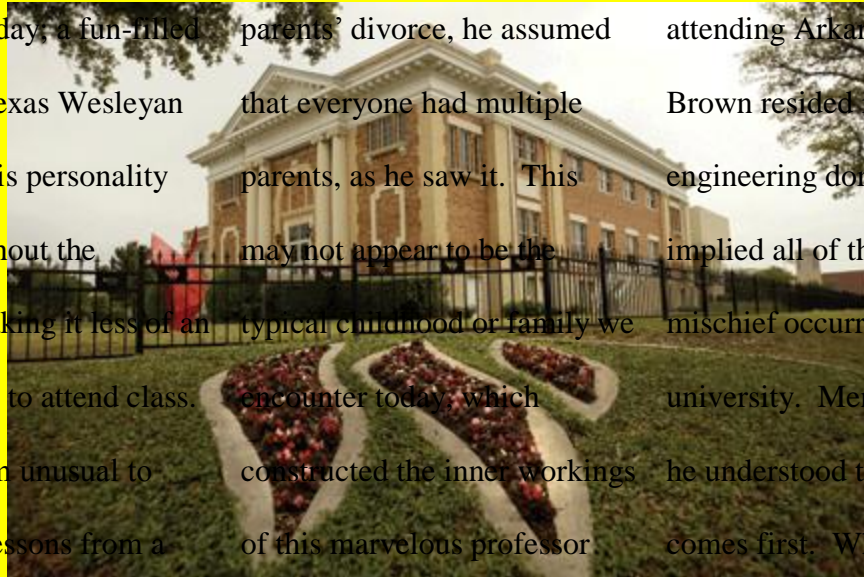 day; a fun-filled
exas Wesleyan
is personality
hout the
king it less of an
to attend class.
n unusual to
essons from a
parents’ divorce, he assumed
that everyone had multiple
parents, as he saw it.  This
may not appear to be the
typical childhood or family we
encounter today, which
constructed the inner workings
of this marvelous professor.
attending Arkan
Brown resided
engineering dor
implied all of th
mischief occurr
university.  Mer
he understood t
comes first.  W